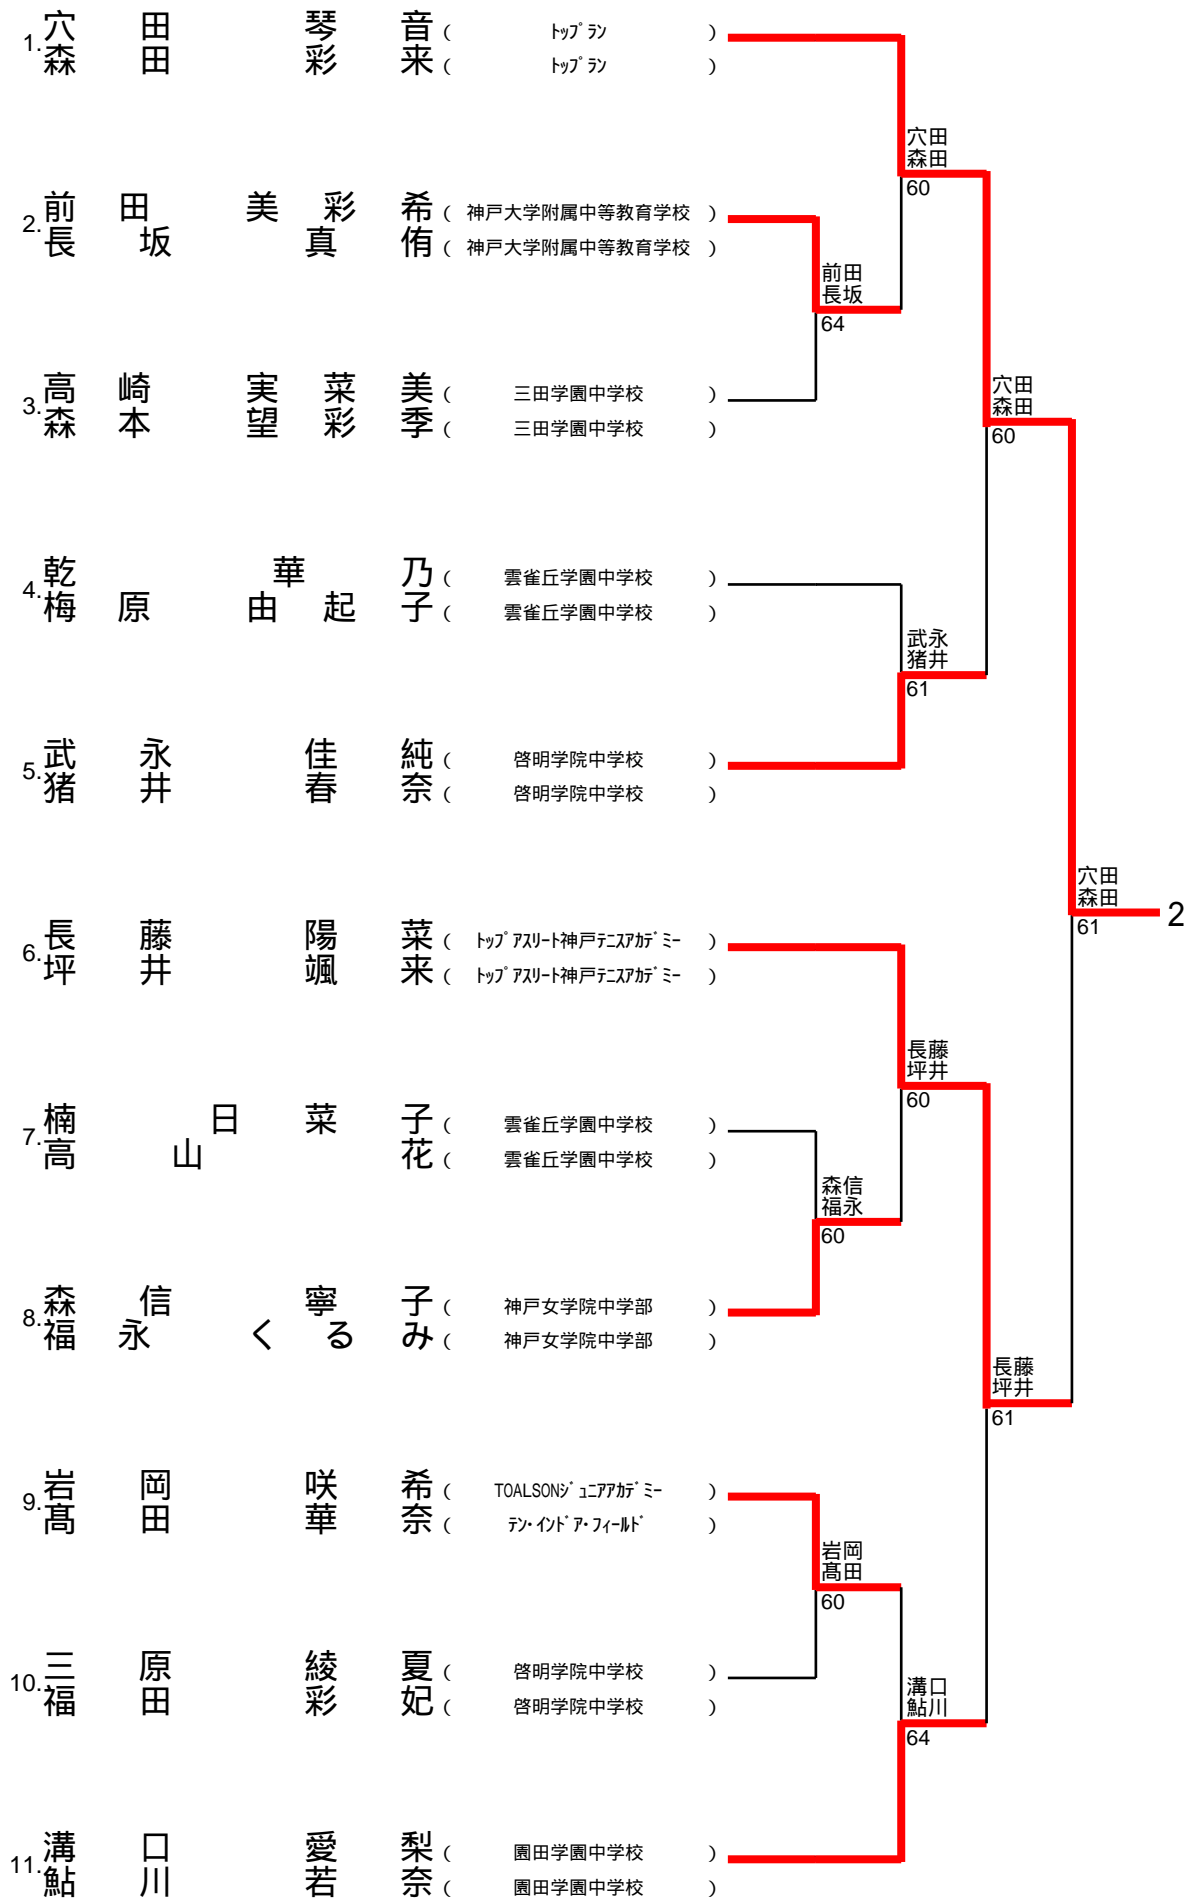 1. 穴田 琴音 ( トップラン )
森田 彩来 ( トップラン )
穴田
森田
60
2. 前田 美彩希 ( 神戸大学附属中等教育学校 )
長坂 真侑 ( 神戸大学附属中等教育学校 )
前田
長坂
64
3. 高崎 実菜美 ( 三田学園中学校 )
森本 望彩季 ( 三田学園中学校 )
穴田
森田
60
4. 乾 華乃 ( 雲雀丘学園中学校 )
梅原 由起子 ( 雲雀丘学園中学校 )
武永
猪井
61
5. 武永 佳純 ( 啓明学院中学校 )
猪井 春奈 ( 啓明学院中学校 )
穴田
森田
61
2
6. 長藤 陽菜 ( トップアスリート神戸テニスアカデミー )
坪井 颯来 ( トップアスリート神戸テニスアカデミー )
長藤
坪井
60
7. 楠 日菜子 ( 雲雀丘学園中学校 )
高山 花 ( 雲雀丘学園中学校 )
森信
福永
60
8. 森信 寧子 ( 神戸女学院中学部 )
福永 くるみ ( 神戸女学院中学部 )
長藤
坪井
61
9. 岩岡 咲希 ( TOALSONジュニアアカデミー )
髙田 華奈 ( テン・インドア・フィールド )
岩岡
髙田
60
10. 三原 綾夏 ( 啓明学院中学校 )
福田 彩妃 ( 啓明学院中学校 )
溝口
鮎川
64
11. 溝口 愛梨 ( 園田学園中学校 )
鮎川 若奈 ( 園田学園中学校 )